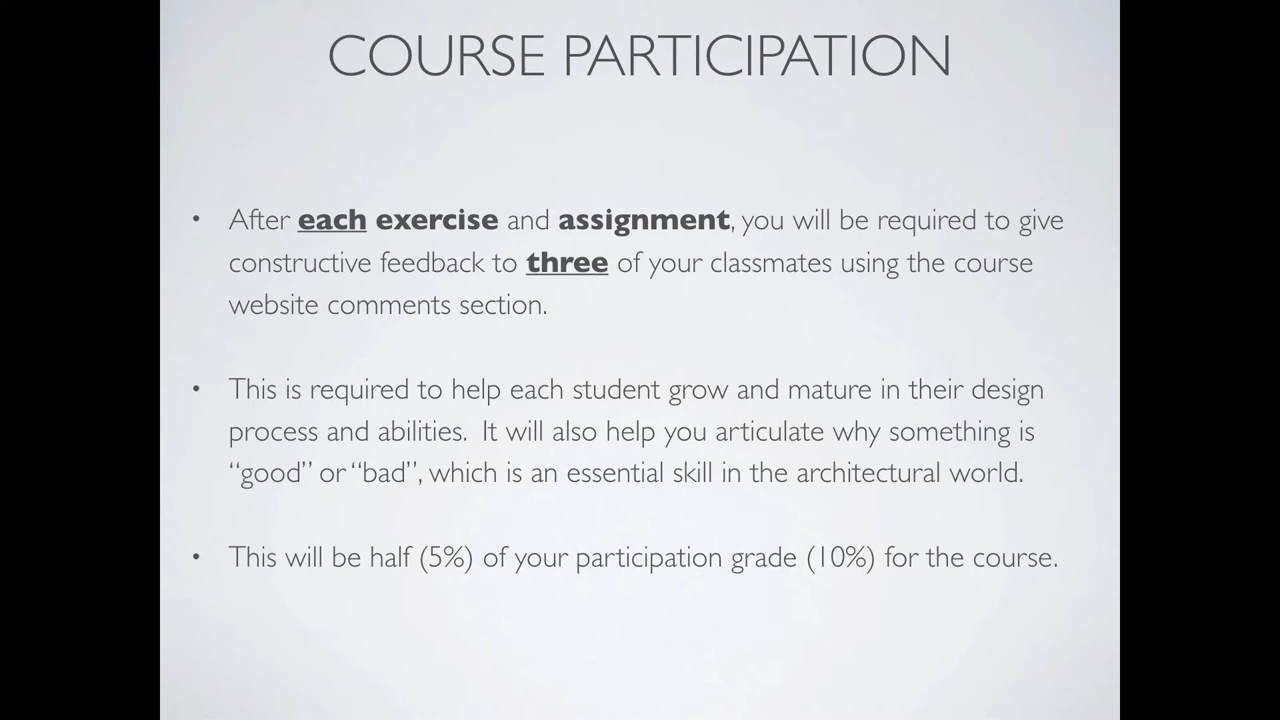 COURSE PARTICIPATION
• After each exercise and assignment, you will be required to give
constructive feedback to three of your classmates using the course
website comments section.
• This is required to help each student grow and mature in their design
process and abilities.  It will also help you articulate why something is
“good” or “bad”, which is an essential skill in the architectural world.
• This will be half (5%) of your participation grade (10%) for the course.